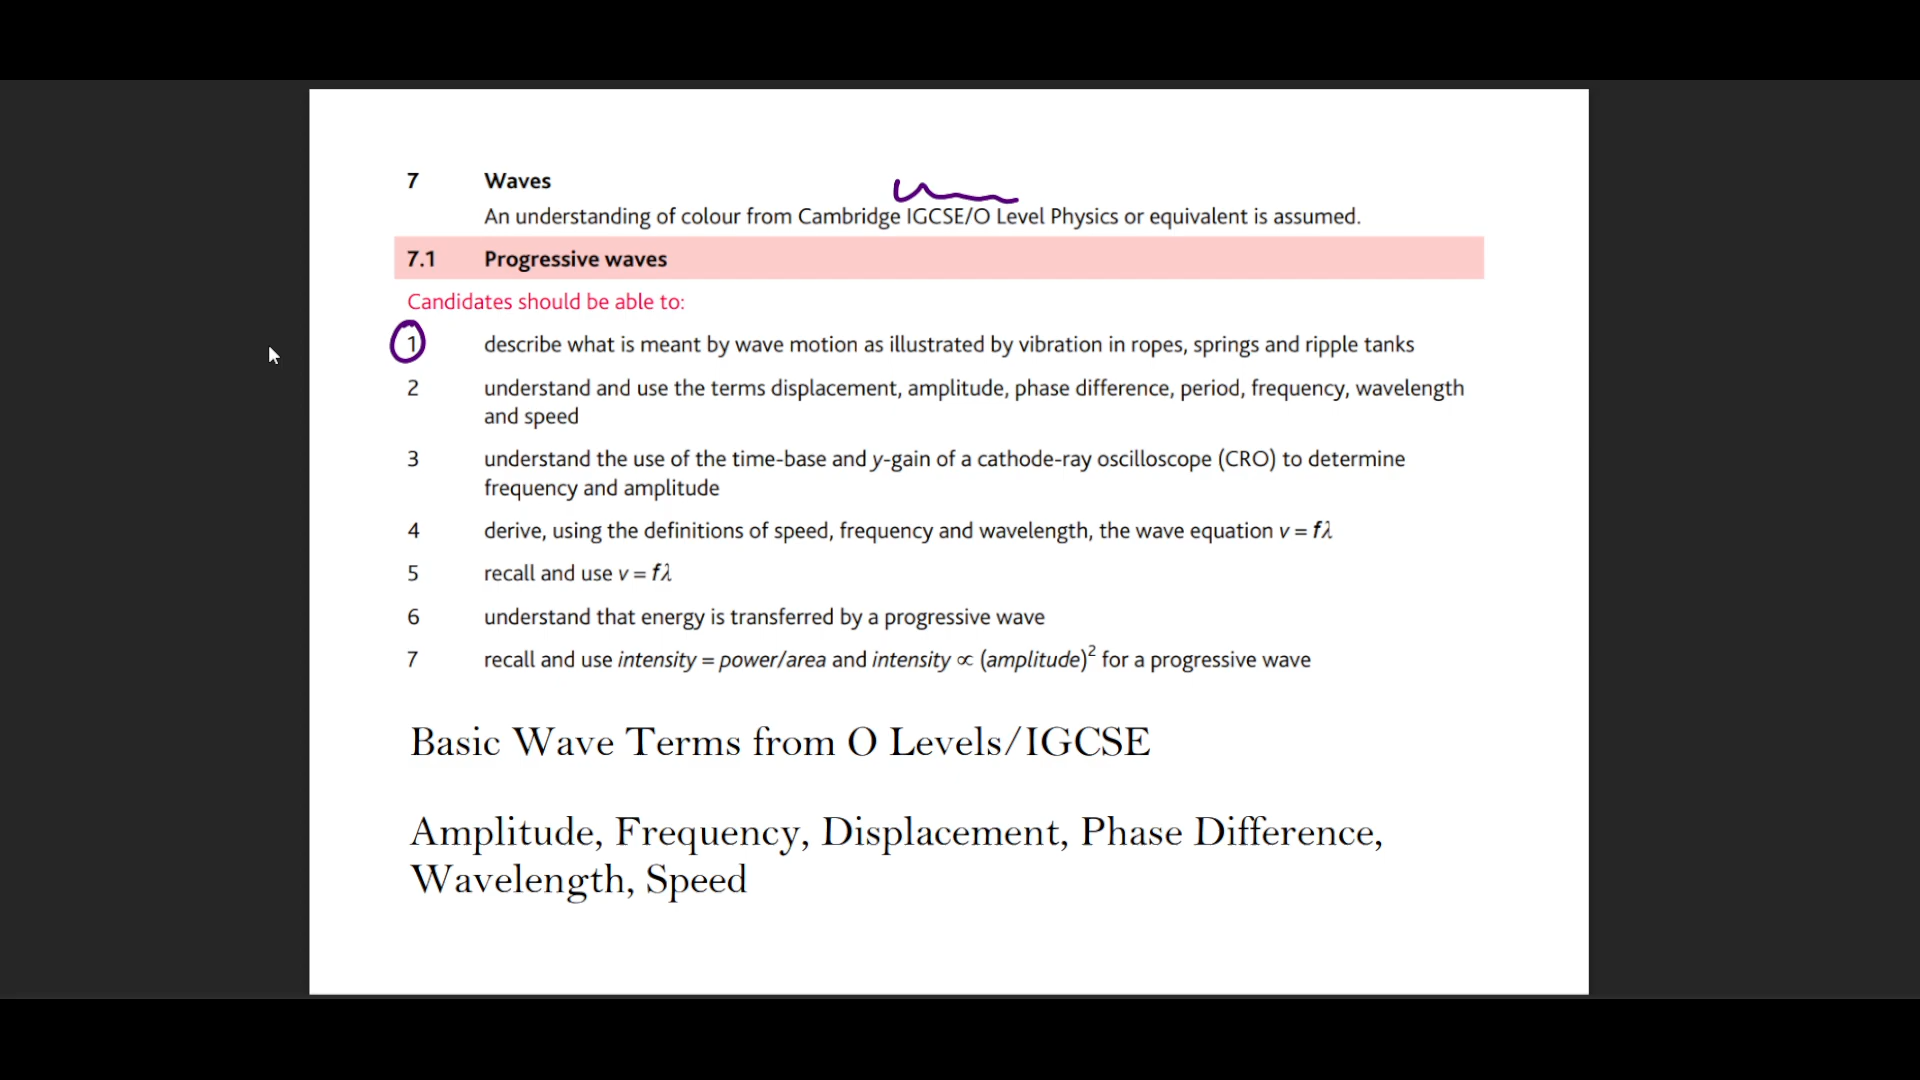 7 Waves
An understanding of colour from Cambridge IGCSE/O Level Physics or equivalent is assumed.
7.1 Progressive waves
Candidates should be able to:
1 describe what is meant by wave motion as illustrated by vibration in ropes, springs and ripple tanks
2 understand and use the terms displacement, amplitude, phase difference, period, frequency, wavelength
and speed
3 understand the use of the time-base and y-gain of a cathode-ray oscilloscope (CRO) to determine
frequency and amplitude
4 derive, using the definitions of speed, frequency and wavelength, the wave equation v = fλ
5 recall and use v = fλ
6 understand that energy is transferred by a progressive wave
7 recall and use intensity = power/area and intensity ∝ (amplitude)² for a progressive wave
Basic Wave Terms from O Levels/IGCSE
Amplitude, Frequency, Displacement, Phase Difference,
Wavelength, Speed